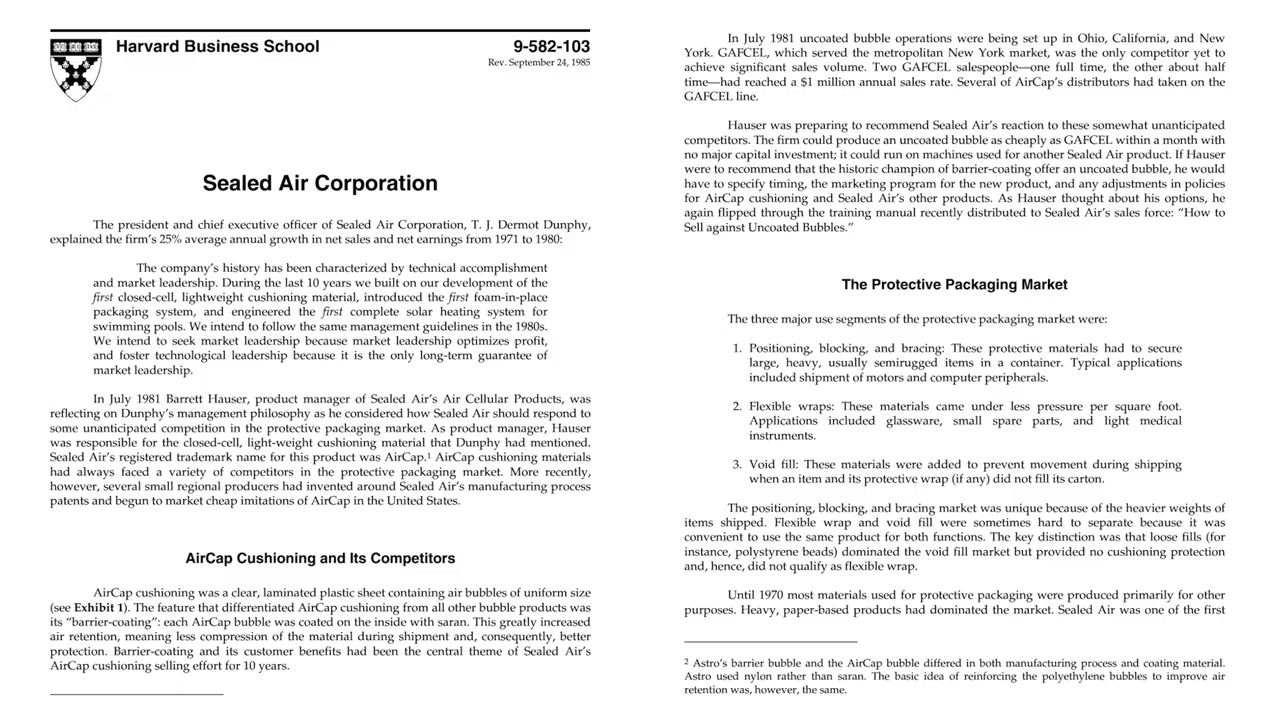 Harvard Business School
9-582-103
Rev. September 24, 1985
Sealed Air Corporation
The president and chief executive officer of Sealed Air Corporation, T. J. Dermot Dunphy,
explained the firm's 25% average annual growth in net sales and net earnings from 1971 to 1980:
The company's history has been characterized by technical accomplishment
and market leadership. During the last 10 years we built on our development of the
first closed-cell, lightweight cushioning material, introduced the first foam-in-place
packaging system, and engineered the first complete solar heating system for
swimming pools. We intend to follow the same management guidelines in the 1980s.
We intend to seek market leadership because market leadership optimizes profit,
and foster technological leadership because it is the only long-term guarantee of
market leadership.
In July 1981 Barrett Hauser, product manager of Sealed Air's Air Cellular Products, was
reflecting on Dunphy's management philosophy as he considered how Sealed Air should respond to
some unanticipated competition in the protective packaging market. As product manager, Hauser
was responsible for the closed-cell, light-weight cushioning material that Dunphy had mentioned.
Sealed Air's registered trademark name for this product was AirCap.1 AirCap cushioning materials
had always faced a variety of competitors in the protective packaging market. More recently,
however, several small regional producers had invented around Sealed Air's manufacturing process
patents and begun to market cheap imitations of AirCap in the United States.
AirCap Cushioning and Its Competitors
AirCap cushioning was a clear, laminated plastic sheet containing air bubbles of uniform size
(see Exhibit 1). The feature that differentiated AirCap cushioning from all other bubble products was
its "barrier-coating": each AirCap bubble was coated on the inside with saran. This greatly increased
air retention, meaning less compression of the material during shipment and, consequently, better
protection. Barrier-coating and its customer benefits had been the central theme of Sealed Air's
AirCap cushioning selling effort for 10 years.
In July 1981 uncoated bubble operations were being set up in Ohio, California, and New
York. GAFCEL, which served the metropolitan New York market, was the only competitor yet to
achieve significant sales volume. Two GAFCEL salespeople—one full time, the other about half
time—had reached a $1 million annual sales rate. Several of AirCap's distributors had taken on the
GAFCEL line.
Hauser was preparing to recommend Sealed Air's reaction to these somewhat unanticipated
competitors. The firm could produce an uncoated bubble as cheaply as GAFCEL within a month with
no major capital investment; it could run on machines used for another Sealed Air product. If Hauser
were to recommend that the historic champion of barrier-coating offer an uncoated bubble, he would
have to specify timing, the marketing program for the new product, and any adjustments in policies
for AirCap cushioning and Sealed Air's other products. As Hauser thought about his options, he
again flipped through the training manual recently distributed to Sealed Air's sales force: "How to
Sell against Uncoated Bubbles."
The Protective Packaging Market
The three major use segments of the protective packaging market were:
1. Positioning, blocking, and bracing: These protective materials had to secure
large, heavy, usually semirugged items in a container. Typical applications
included shipment of motors and computer peripherals.
2. Flexible wraps: These materials came under less pressure per square foot.
Applications included glassware, small spare parts, and light medical
instruments.
3. Void fill: These materials were added to prevent movement during shipping
when an item and its protective wrap (if any) did not fill its carton.
The positioning, blocking, and bracing market was unique because of the heavier weights of
items shipped. Flexible wrap and void fill were sometimes hard to separate because it was
convenient to use the same product for both functions. The key distinction was that loose fills (for
instance, polystyrene beads) dominated the void fill market but provided no cushioning protection
and, hence, did not qualify as flexible wrap.
Until 1970 most materials used for protective packaging were produced primarily for other
purposes. Heavy, paper-based products had dominated the market. Sealed Air was one of the first
2 Astro's barrier bubble and the AirCap bubble differed in both manufacturing process and coating material.
Astro used nylon rather than saran. The basic idea of reinforcing the polyethylene bubbles to improve air
retention was, however, the same.